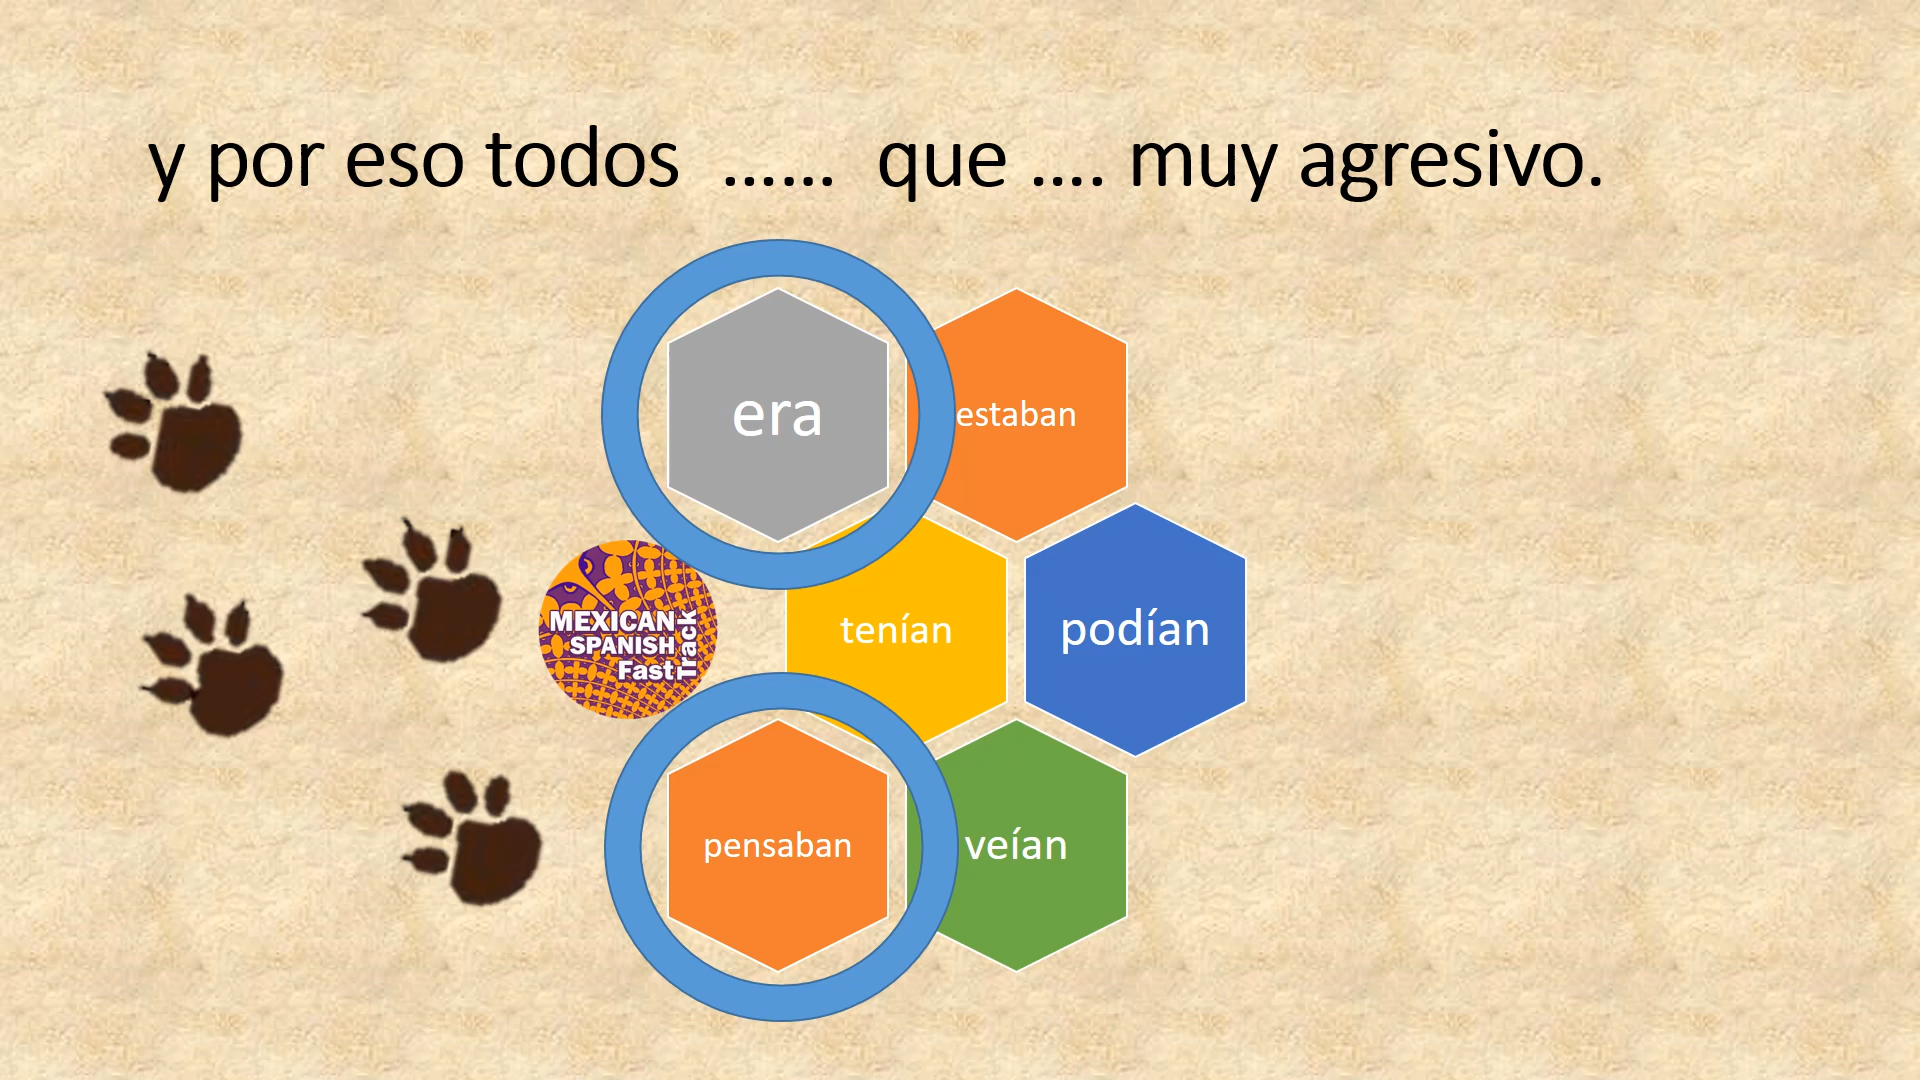 y por eso todos …… que …. muy agresivo.
era
estaban
MEXICAN
SPANISH
Fast
Track
tenían
podían
pensaban
veían